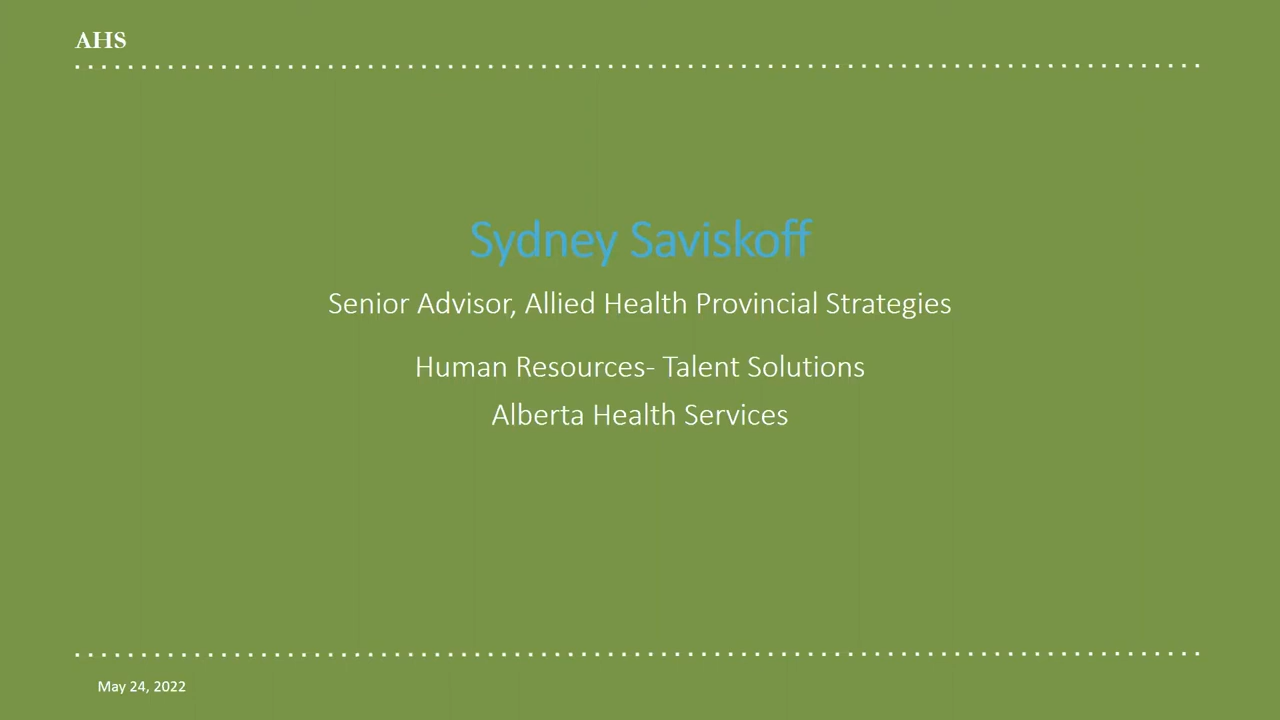 AHS
Sydney Saviskoff
Senior Advisor, Allied Health Provincial Strategies
Human Resources- Talent Solutions
Alberta Health Services
May 24, 2022